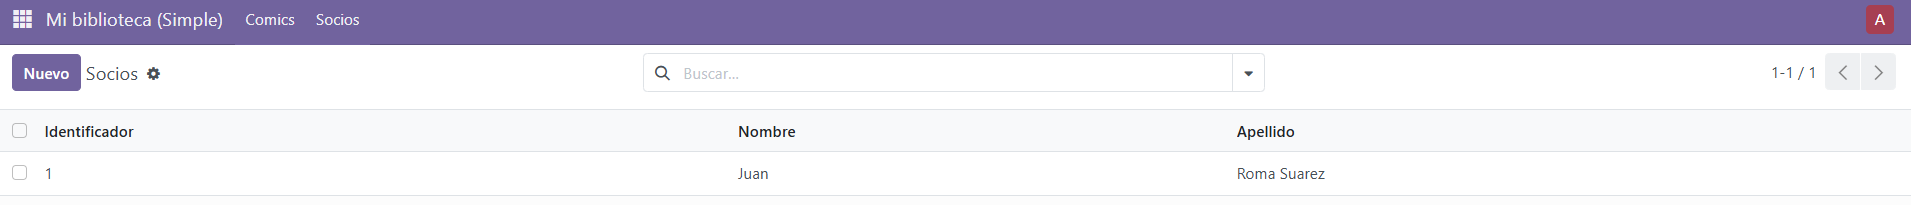 Mi biblioteca (Simple) Comics Socios A
Nuevo Socios Buscar... 1-1 / 1
Identificador Nombre Apellido
1 Juan Roma Suarez